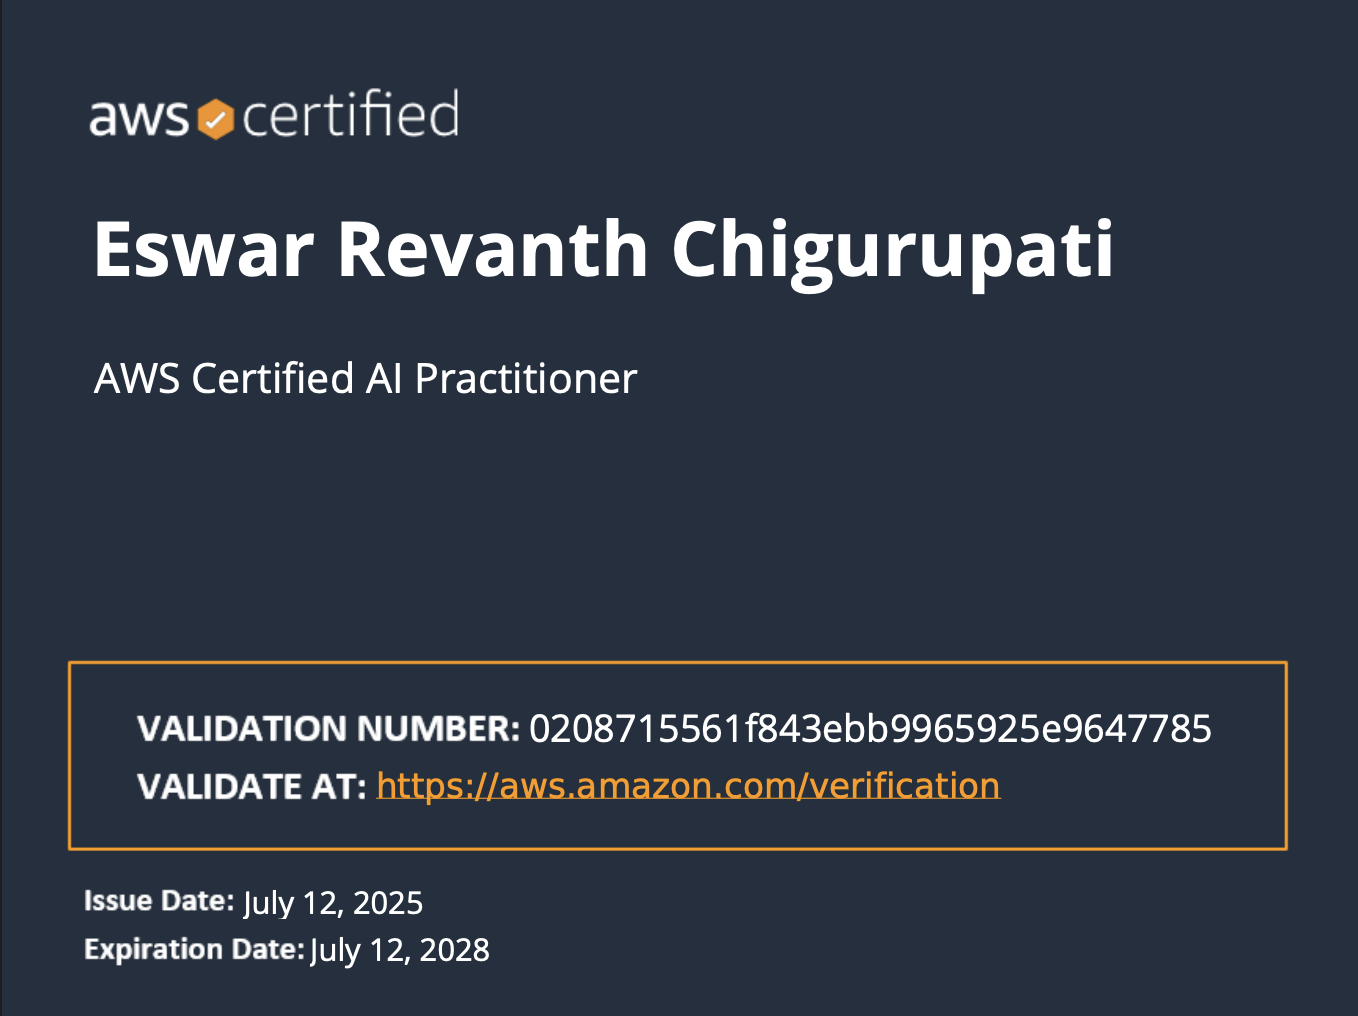 aws certified
Eswar Revanth Chigurupati
AWS Certified AI Practitioner
VALIDATION NUMBER: 0208715561f843ebb9965925e9647785
VALIDATE AT: https://aws.amazon.com/verification
Issue Date: July 12, 2025
Expiration Date: July 12, 2028